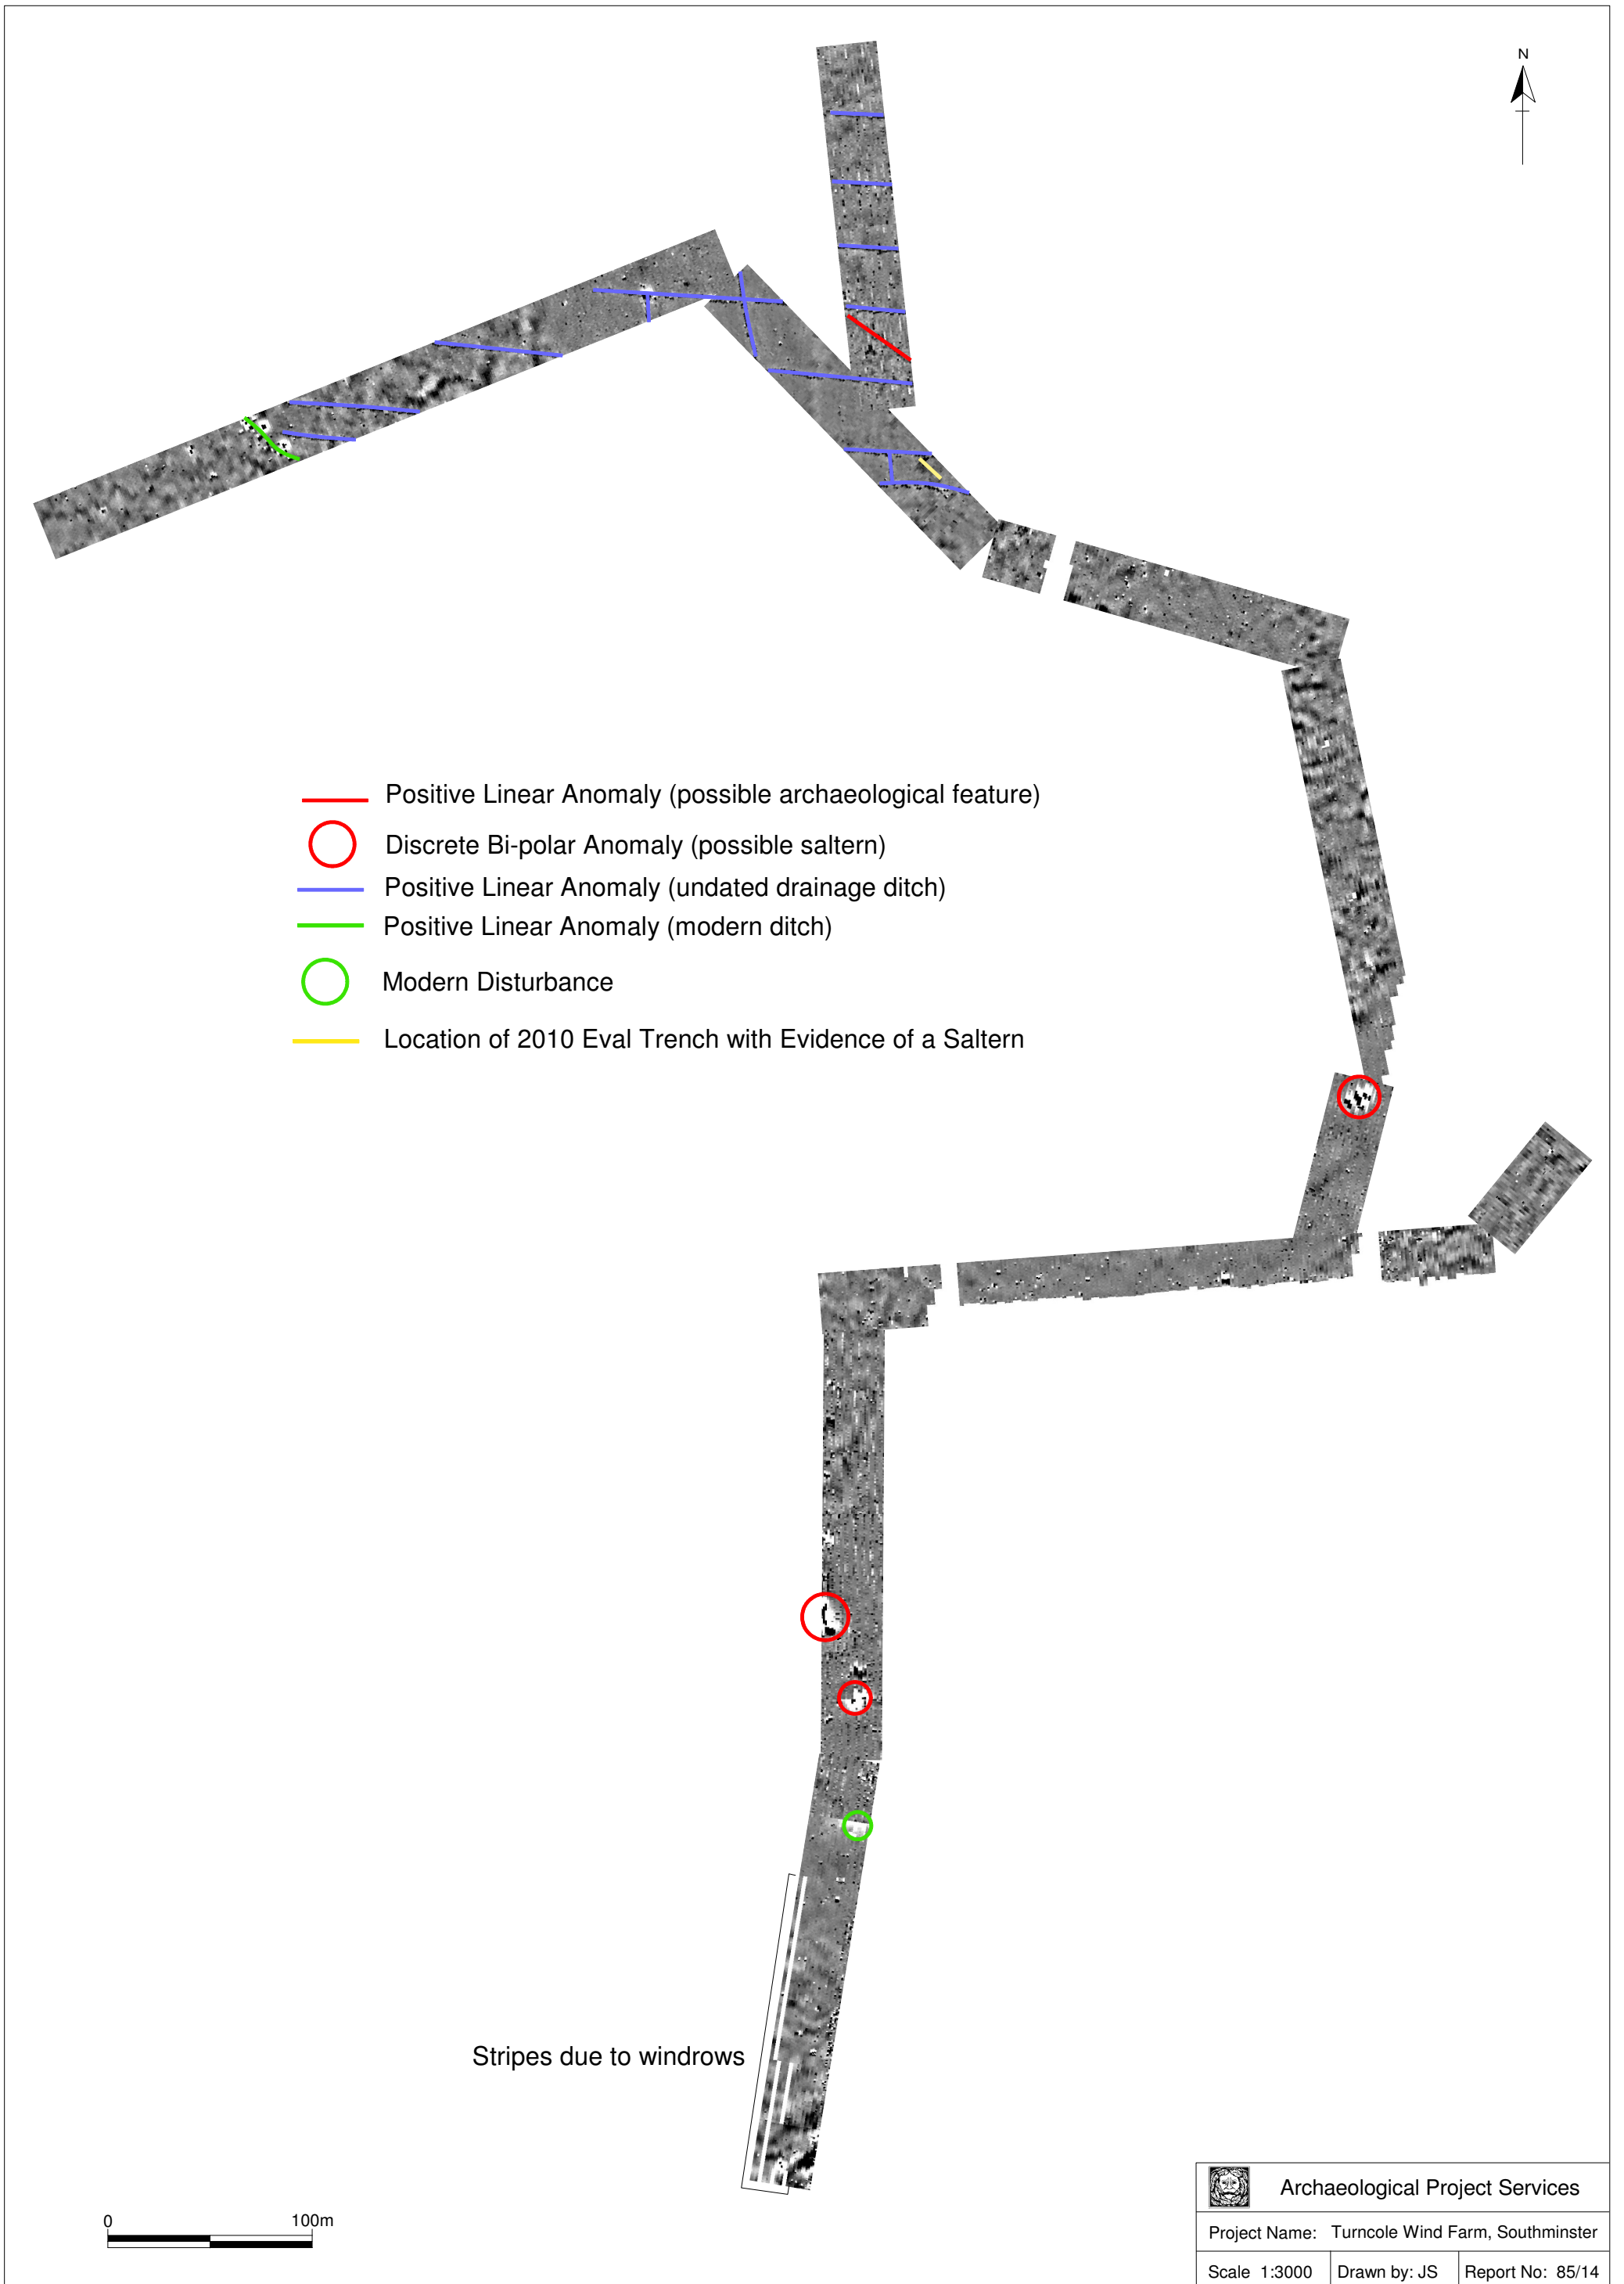 N
Positive Linear Anomaly (possible archaeological feature)
Discrete Bi-polar Anomaly (possible saltern)
Positive Linear Anomaly (undated drainage ditch)
Positive Linear Anomaly (modern ditch)
Modern Disturbance
Location of 2010 Eval Trench with Evidence of a Saltern
Stripes due to windrows
0 100m
Archaeological Project Services
Project Name: Turncole Wind Farm, Southminster
Scale 1:3000 Drawn by: JS Report No: 85/14